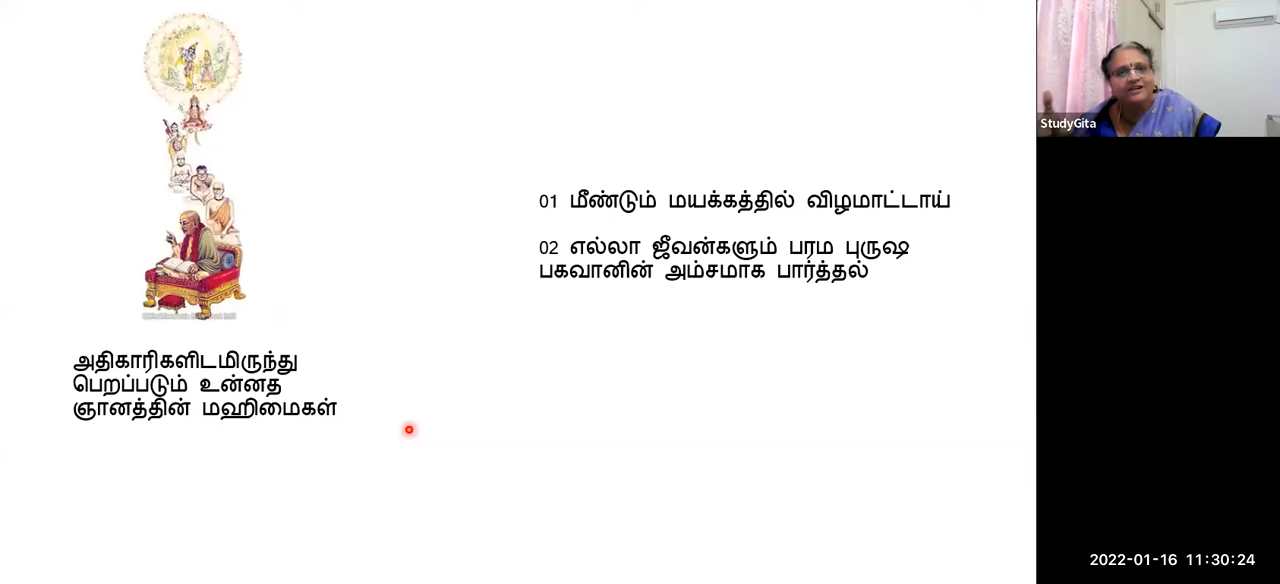 StudyGita
01 மீண்டும் மயக்கத்தில் விழமாட்டாய்
02 எல்லா ஜீவன்களும் பரம புருஷ
பகவானின் அம்சமாக பார்த்தல்
அதிகாரிகளிடமிருந்து
பெறப்படும் உன்னத
ஞானத்தின் மஹிமைகள்
2022-01-16 11:30:24